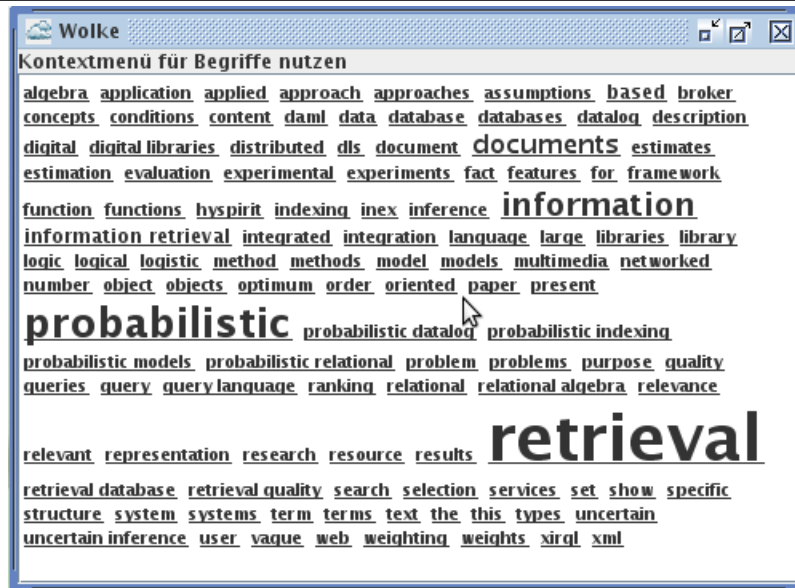 Wolke
Kontextmenü für Begriffe nutzen
algebra application applied approach approaches assumptions based broker
concepts conditions content daml data database databases datalog description
digital digital libraries distributed dls document documents estimates
estimation evaluation experimental experiments fact features for framework
function functions hyspirit indexing inex inference information
information retrieval integrated integration language large libraries library
logic logical logistic method methods model models multimedia networked
number object objects optimum order oriented paper present
probabilistic probabilistic datalog probabilistic indexing
probabilistic models probabilistic relational problem problems purpose quality
queries query query language ranking relational relational algebra relevance
relevant representation research resource results retrieval
retrieval database retrieval quality search selection services set show specific
structure system systems term terms text the this types uncertain
uncertain inference user vague web weighting weights xirql xml